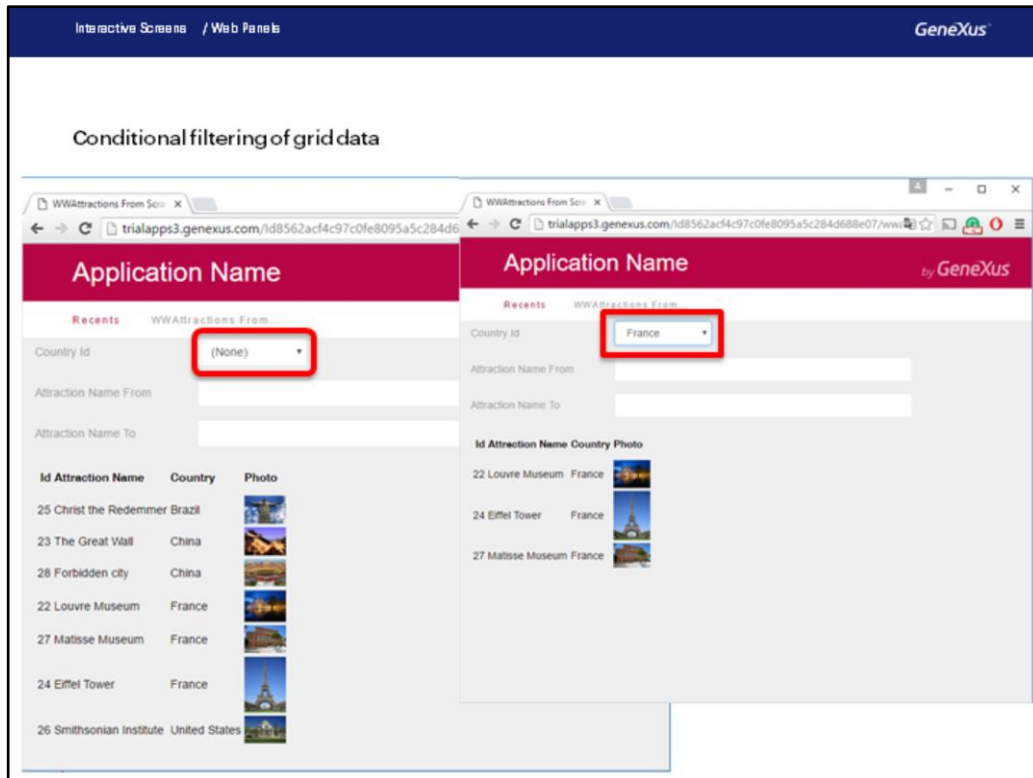 Interactive Screens / Web Panels
GeneXus
Conditional filtering of grid data
WWAttractions From Scra
trialapps3.genexus.com/Id8562acf4c97c0fe8095a5c284d6
Application Name
Recents WWAttractions From
Country Id (None)
Attraction Name From
Attraction Name To
Id Attraction Name Country Photo
25 Christ the Redemmer Brazil
23 The Great Wall China
28 Forbidden city China
22 Louvre Museum France
27 Matisse Museum France
24 Eiffel Tower France
26 Smithsonian Institute United States
WWAttractions From Scra
trialapps3.genexus.com/Id8562acf4c97c0fe8095a5c284d688e07/ww
Application Name
by GeneXus
Recents WWAttractions From
Country Id France
Attraction Name From
Attraction Name To
Id Attraction Name Country Photo
22 Louvre Museum France
24 Eiffel Tower France
27 Matisse Museum France